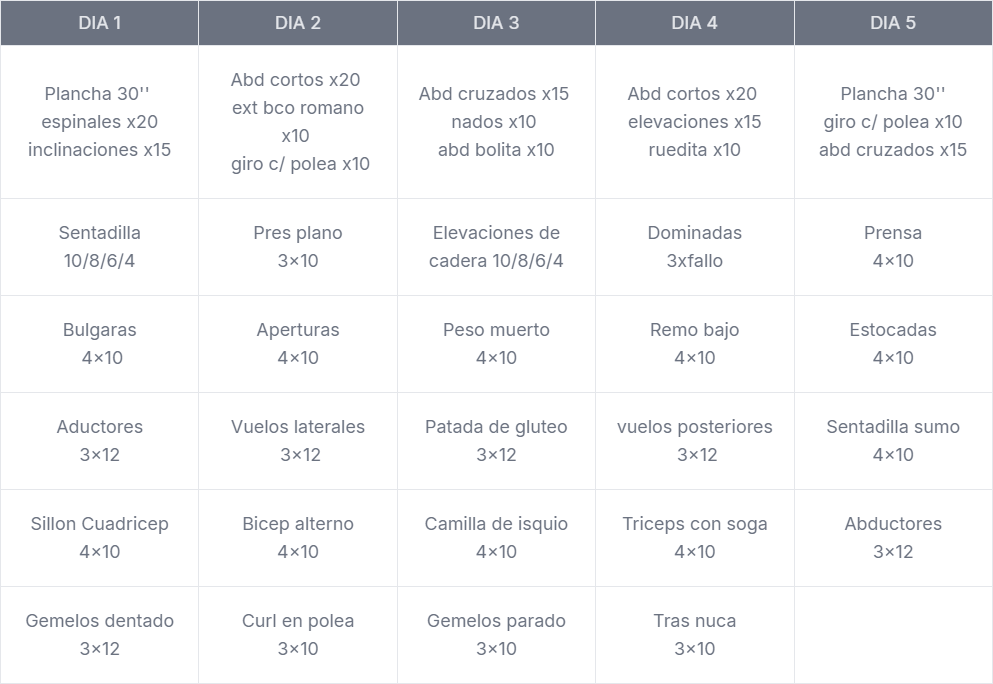 DIA 1
DIA 2
DIA 3
DIA 4
DIA 5
Plancha 30''
espinales x20
inclinaciones x15
Abd cortos x20
ext bco romano
x10
giro c/ polea x10
Abd cruzados x15
nados x10
abd bolita x10
Abd cortos x20
elevaciones x15
ruedita x10
Plancha 30''
giro c/ polea x10
abd cruzados x15
Sentadilla
10/8/6/4
Pres plano
3×10
Elevaciones de
cadera 10/8/6/4
Dominadas
3xfallo
Prensa
4×10
Bulgaras
4×10
Aperturas
4×10
Peso muerto
4×10
Remo bajo
4×10
Estocadas
4×10
Aductores
3×12
Vuelos laterales
3×12
Patada de gluteo
3×12
vuelos posteriores
3×12
Sentadilla sumo
4×10
Sillon Cuadricep
4×10
Bicep alterno
4×10
Camilla de isquio
4×10
Triceps con soga
4×10
Abductores
3×12
Gemelos dentado
3×12
Curl en polea
3×10
Gemelos parado
3×10
Tras nuca
3×10